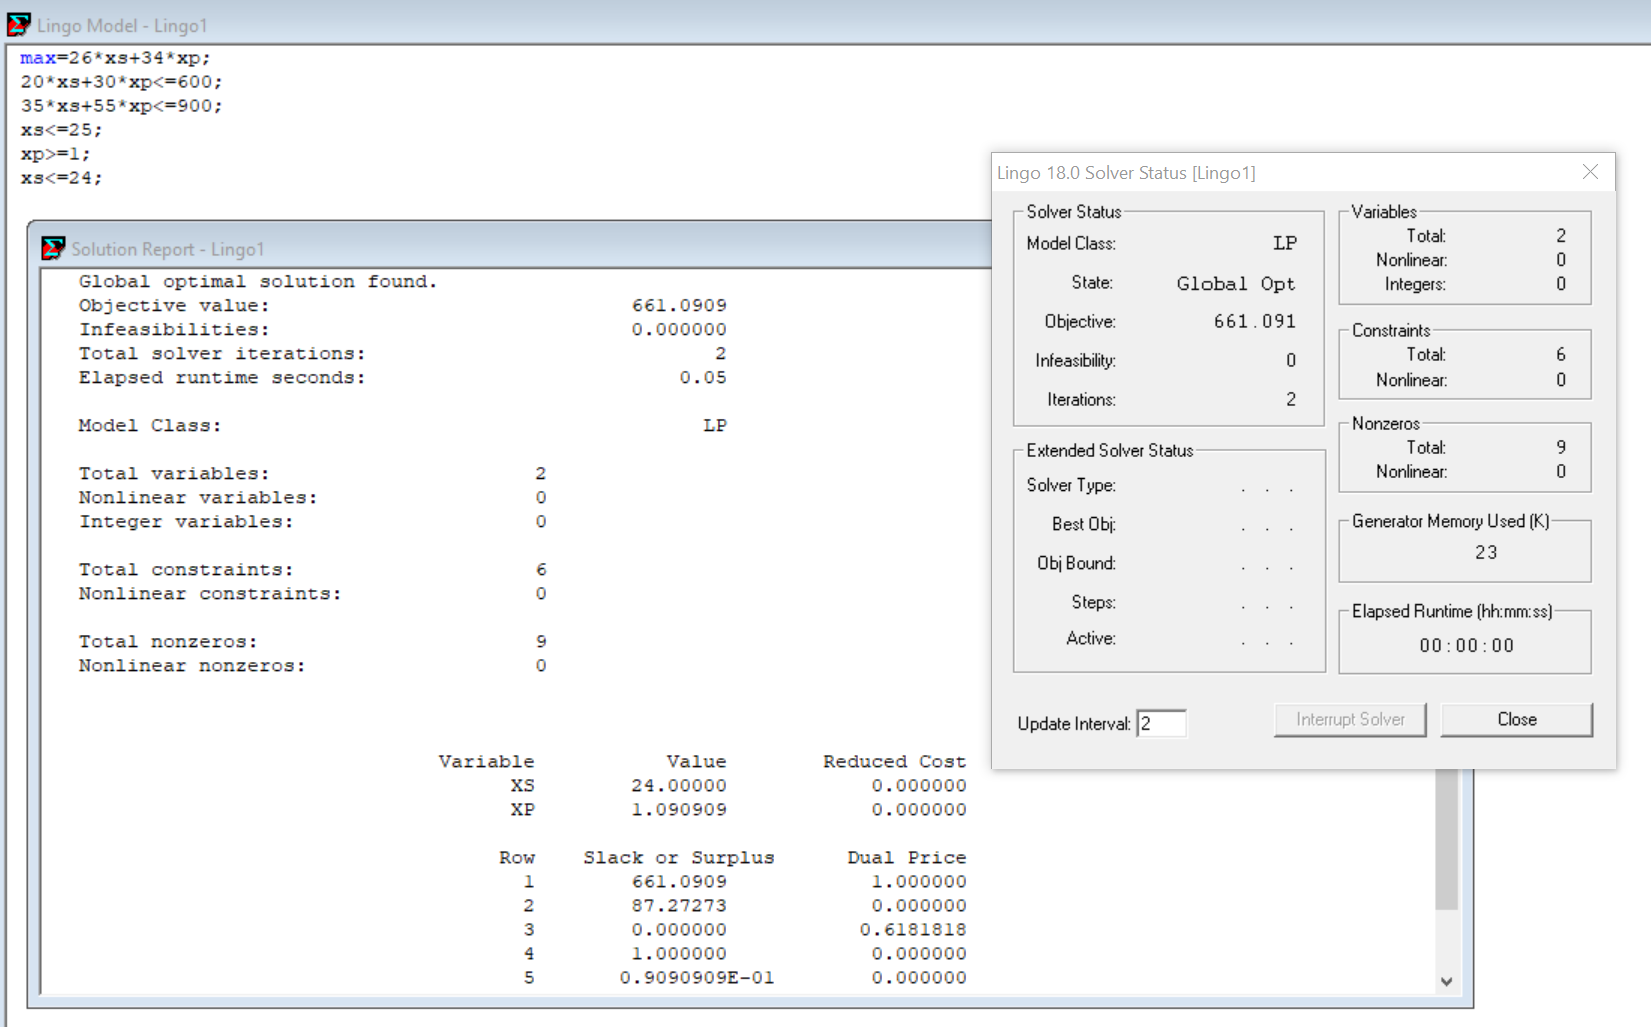 Lingo Model - Lingo1
max=26*xs+34*xp;
20*xs+30*xp<=600;
35*xs+55*xp<=900;
xs<=25;
xp>=1;
xs<=24;
Solution Report - Lingo1
Global optimal solution found.
Objective value: 661.0909
Infeasibilities: 0.000000
Total solver iterations: 2
Elapsed runtime seconds: 0.05
Model Class: LP
Total variables: 2
Nonlinear variables: 0
Integer variables: 0
Total constraints: 6
Nonlinear constraints: 0
Total nonzeros: 9
Nonlinear nonzeros: 0
Variable Value Reduced Cost
XS 24.00000 0.000000
XP 1.090909 0.000000
Row Slack or Surplus Dual Price
1 661.0909 1.000000
2 87.27273 0.000000
3 0.000000 0.6181818
4 1.000000 0.000000
5 0.9090909E-01 0.000000
Lingo 18.0 Solver Status [Lingo1]
Solver Status
Model Class: LP
State: Global Opt
Objective: 661.091
Infeasibility: 0
Iterations: 2
Extended Solver Status
Solver Type: . . .
Best Obj: . . .
Obj Bound: . . .
Steps: . . .
Active: . . .
Variables
Total: 2
Nonlinear: 0
Integers: 0
Constraints
Total: 6
Nonlinear: 0
Nonzeros
Total: 9
Nonlinear: 0
Generator Memory Used (K)
23
Elapsed Runtime (hh:mm:ss)
00:00:00
Update Interval: 2
Interrupt Solver
Close